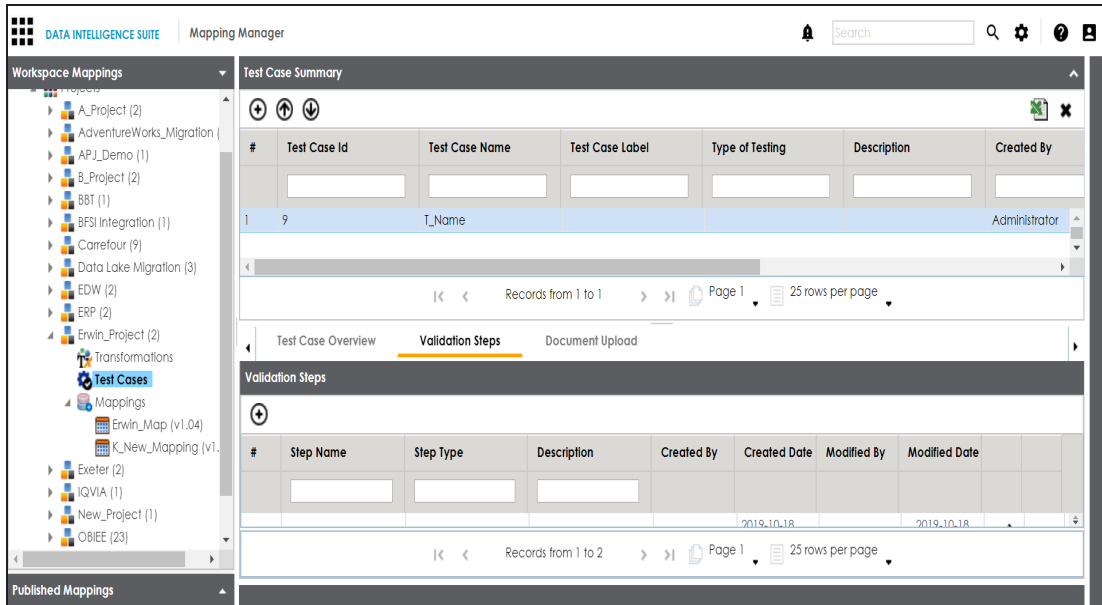 DATA INTELLIGENCE SUITE Mapping Manager Search
Workspace Mappings
Projects
A_Project (2)
AdventureWorks_Migration (
APJ_Demo (1)
B_Project (2)
BBT (1)
BFSI Integration (1)
Carrefour (9)
Data Lake Migration (3)
EDW (2)
ERP (2)
Erwin_Project (2)
Transformations
Test Cases
Mappings
Erwin_Map (v1.04)
K_New_Mapping (v1.
Exeter (2)
IQVIA (1)
New_Project (1)
OBIEE (23)
Published Mappings
Test Case Summary
# Test Case Id Test Case Name Test Case Label Type of Testing Description Created By
1 9 T_Name Administrator
Records from 1 to 1 Page 1 25 rows per page
Test Case Overview Validation Steps Document Upload
Validation Steps
# Step Name Step Type Description Created By Created Date Modified By Modified Date
2019-10-18 2019-10-18
Records from 1 to 2 Page 1 25 rows per page